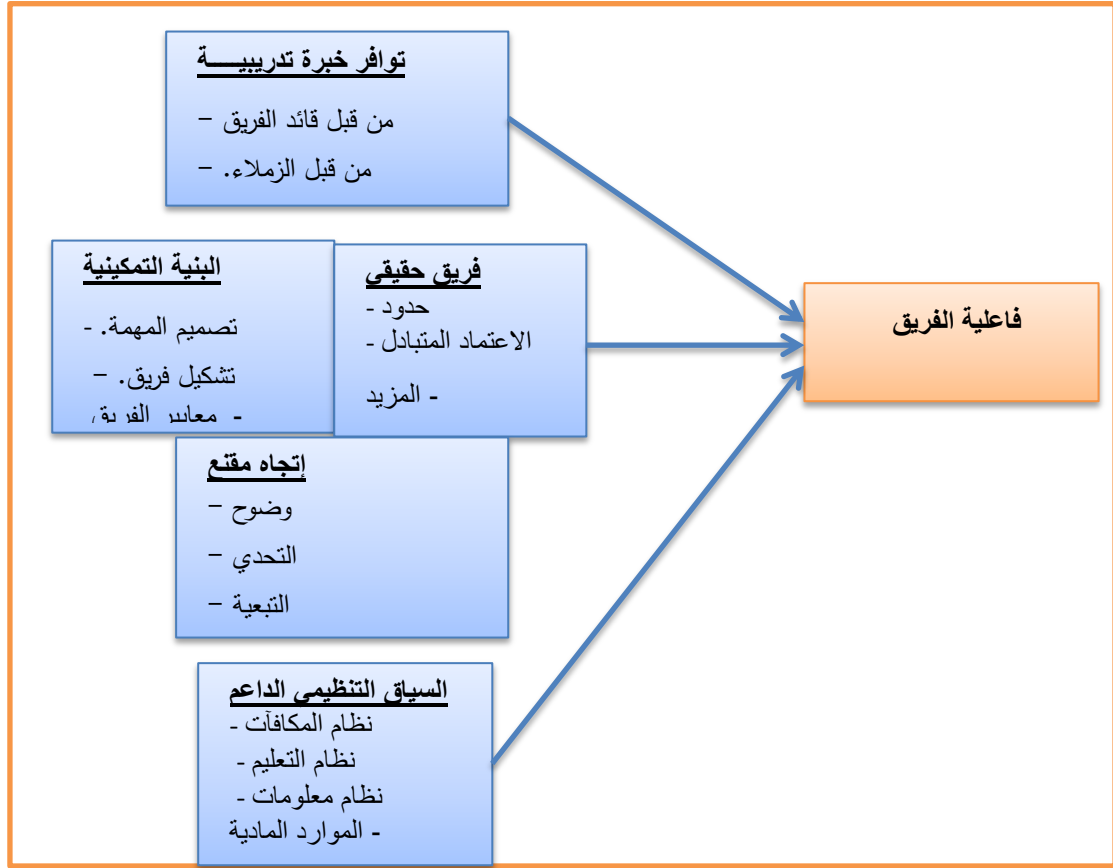 توافر خبرة تدريبيـــــة
من قبل قائد الفريق –
من قبل الزملاء. –
فريق حقيقي
حدود -
الاعتماد المتبادل -
- المزيد
البنية التمكينية
تصميم المهمة. -
تشكيل فريق. –
- معايير الفريق
فاعلية الفريق
إتجاه مقنع
وضوح –
التحدي –
التبعية –
السياق التنظيمي الداعم
نظام المكافآت -
نظام التعليم -
نظام معلومات -
- الموارد المادية